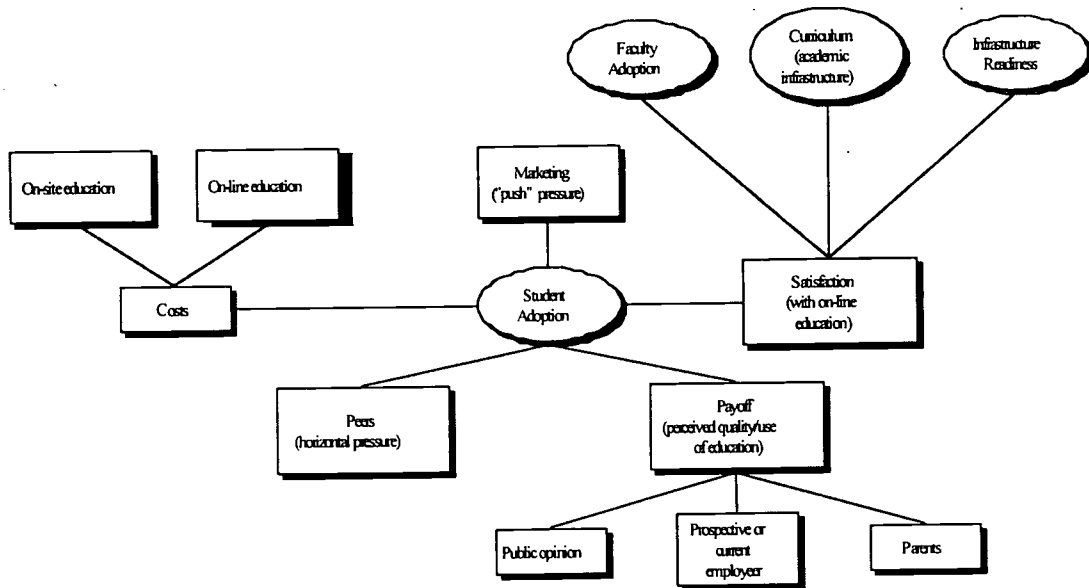 Faculty
Adoption
Curriculum
(academic
infrastructure)
Infrastructure
Readiness
On-site education
On-line education
Marketing
("push" pressure)
Costs
Student
Adoption
Satisfaction
(with on-line
education)
Peers
(horizontal pressure)
Payoff
(perceived quality/use
of education)
Public opinion
Prospective or
current
employeer
Parents